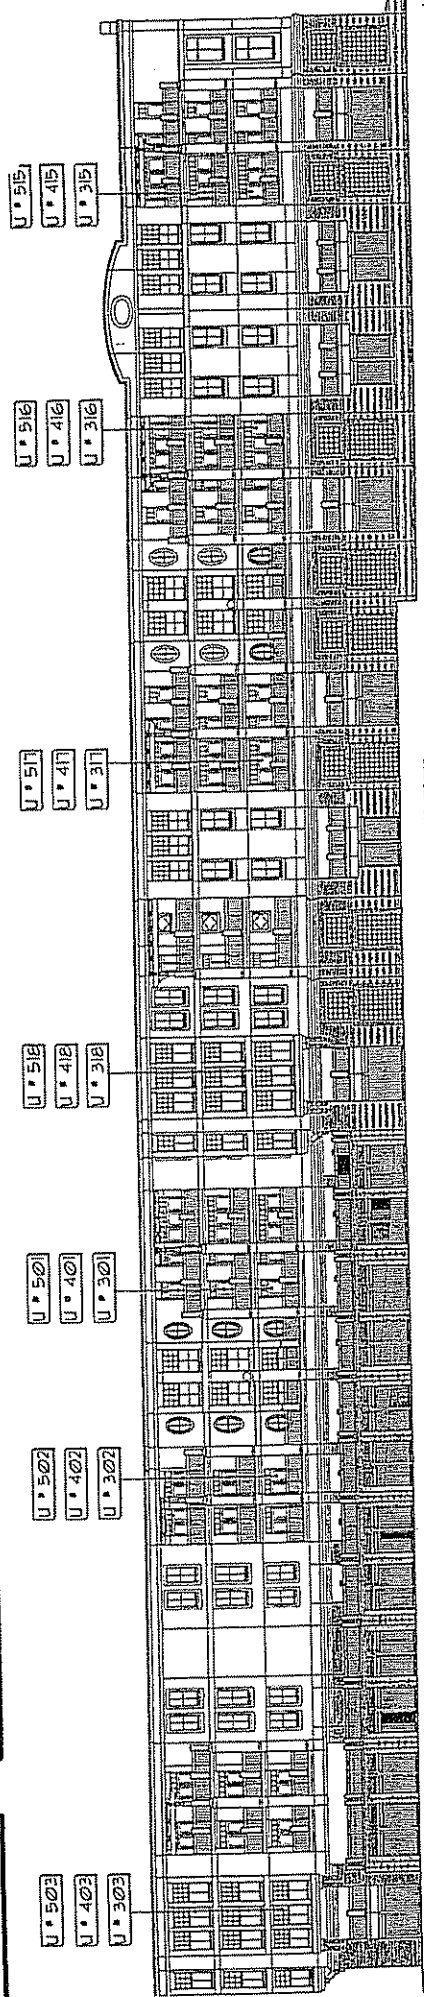 U # 503
U # 403
U # 303
U # 502
U # 402
U # 302
U # 501
U # 401
U # 301
U # 518
U # 418
U # 318
U # 517
U # 417
U # 317
U # 516
U # 416
U # 316
U # 515
U # 415
U # 315